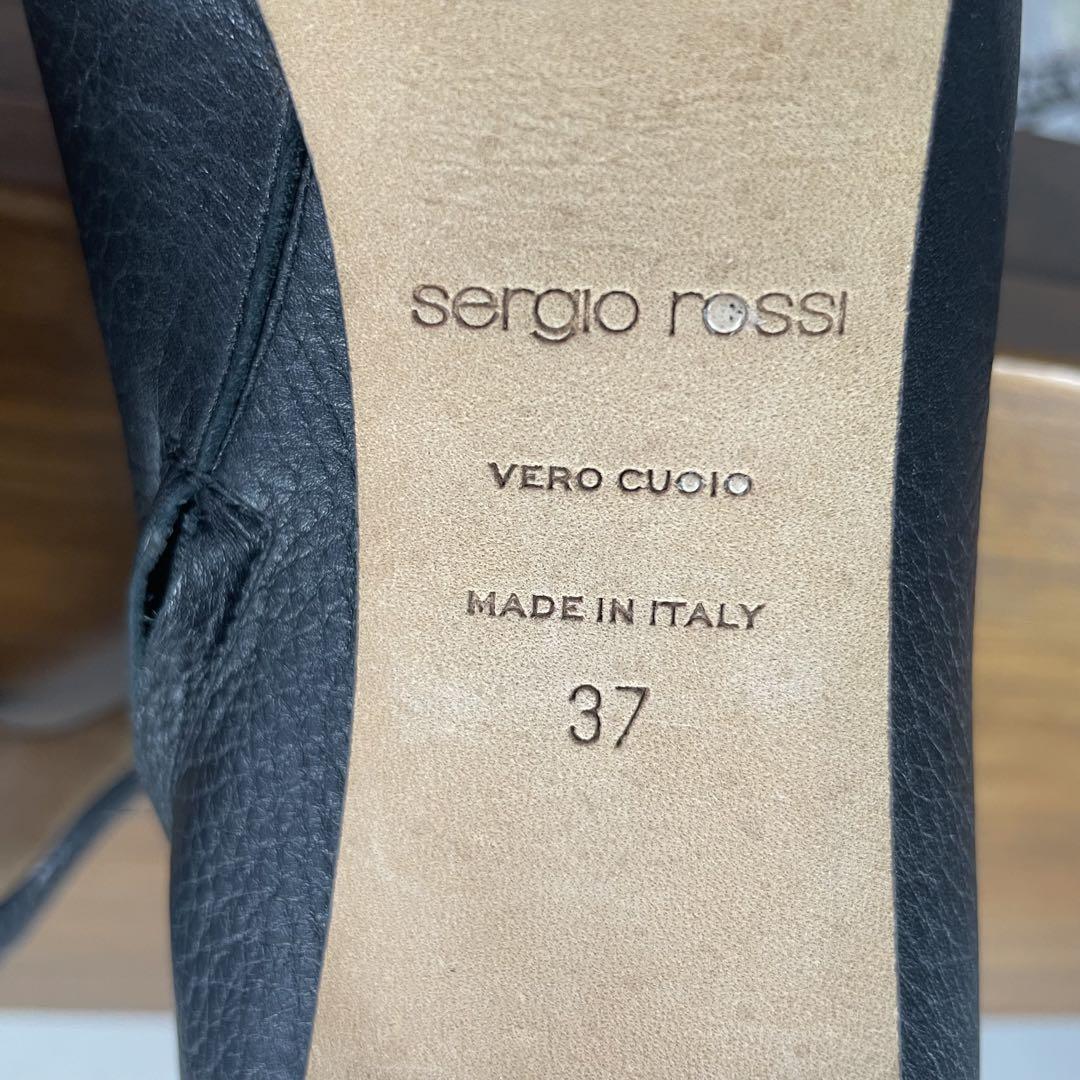 sergio rossi
VERO CUOIO
MADE IN ITALY
37